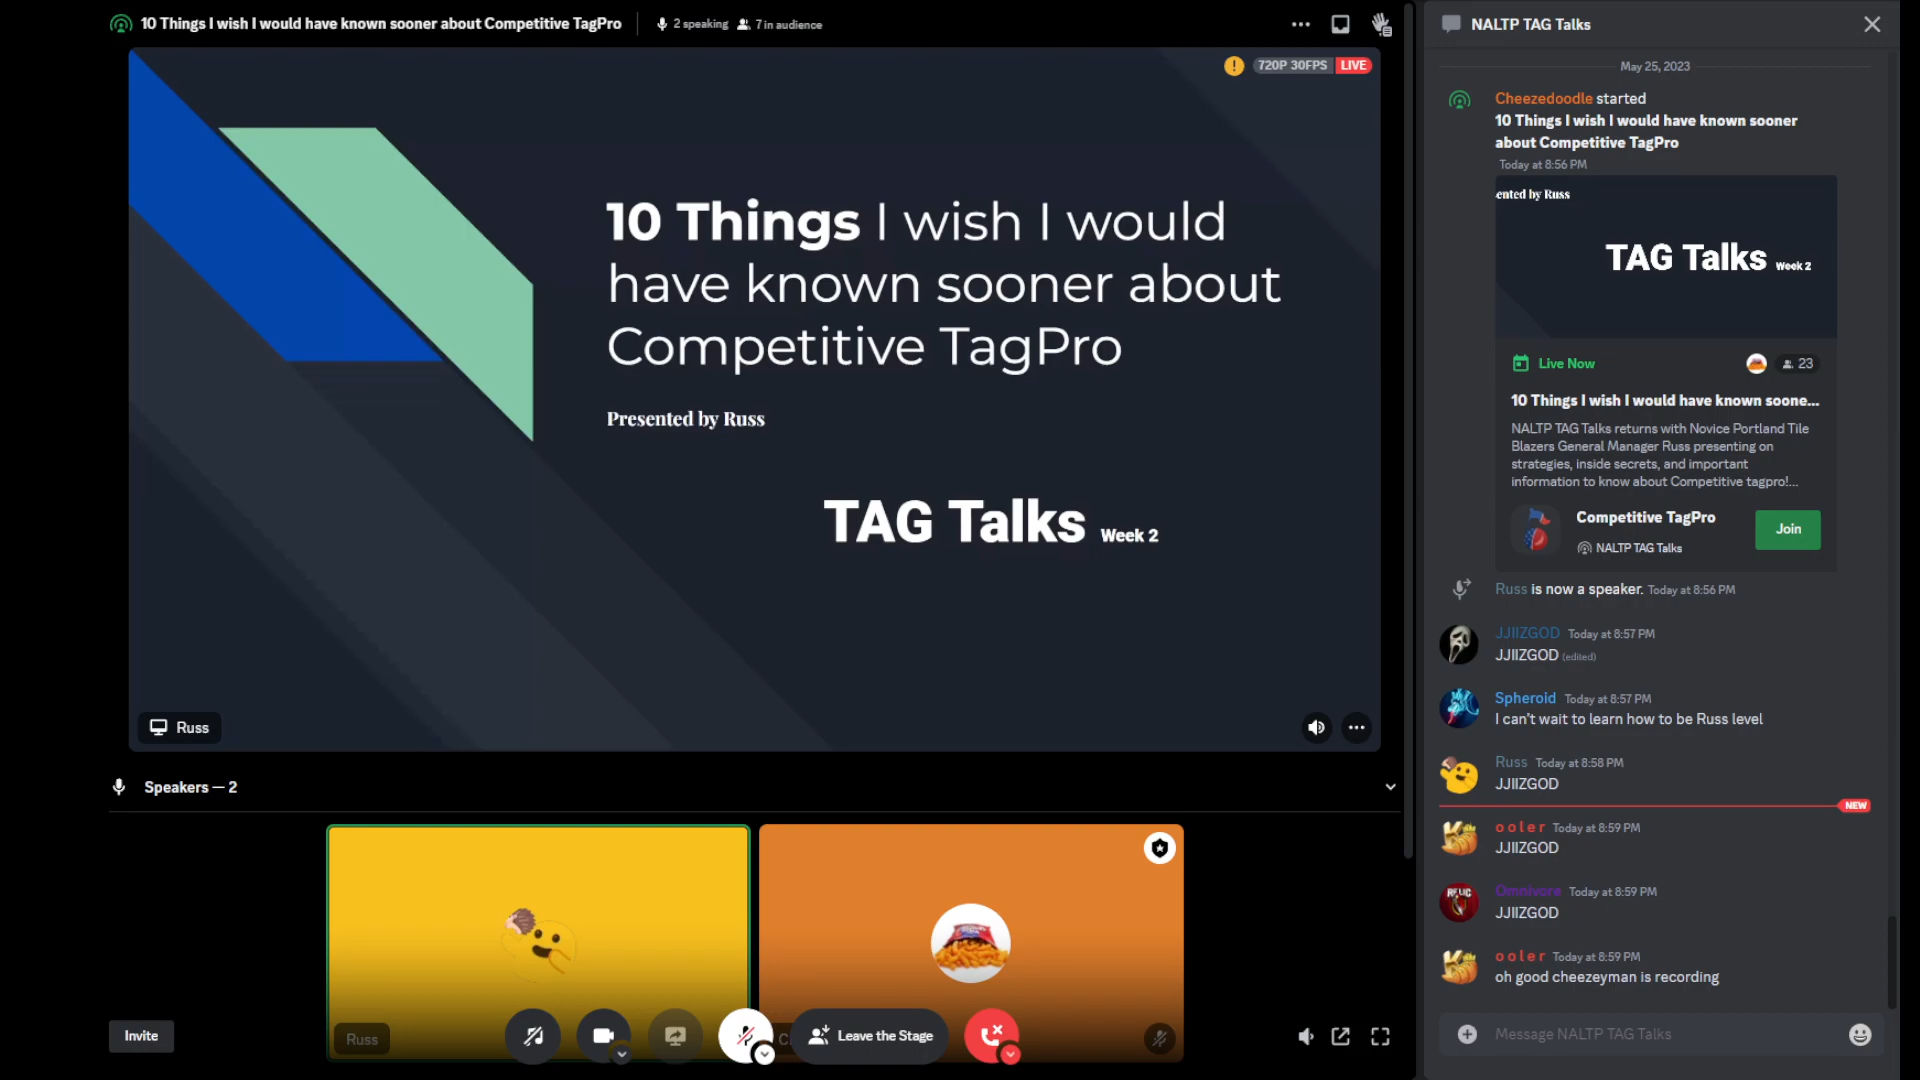 10 Things I wish I would have known sooner about Competitive TagPro
2 speaking
7 in audience
720P 30FPS
LIVE
10 Things I wish I would
have known sooner about
Competitive TagPro
Presented by Russ
TAG Talks Week 2
Russ
Speakers — 2
Russ
Leave the Stage
Invite
NALTP TAG Talks
May 25, 2023
Cheezedoodle started
10 Things I wish I would have known sooner
about Competitive TagPro
Today at 8:56 PM
ented by Russ
TAG Talks Week 2
Live Now
23
10 Things I wish I would have known soone...
NALTP TAG Talks returns with Novice Portland Tile
Blazers General Manager Russ presenting on
strategies, inside secrets, and important
information to know about Competitive tagpro!...
Competitive TagPro
NALTP TAG Talks
Join
Russ is now a speaker. Today at 8:56 PM
JJIIZGOD Today at 8:57 PM
JJIIZGOD (edited)
Spheroid Today at 8:57 PM
I can't wait to learn how to be Russ level
Russ Today at 8:58 PM
JJIIZGOD
NEW
o o l e r Today at 8:59 PM
JJIIZGOD
Omnivore Today at 8:59 PM
JJIIZGOD
o o l e r Today at 8:59 PM
oh good cheezeyman is recording
Message NALTP TAG Talks